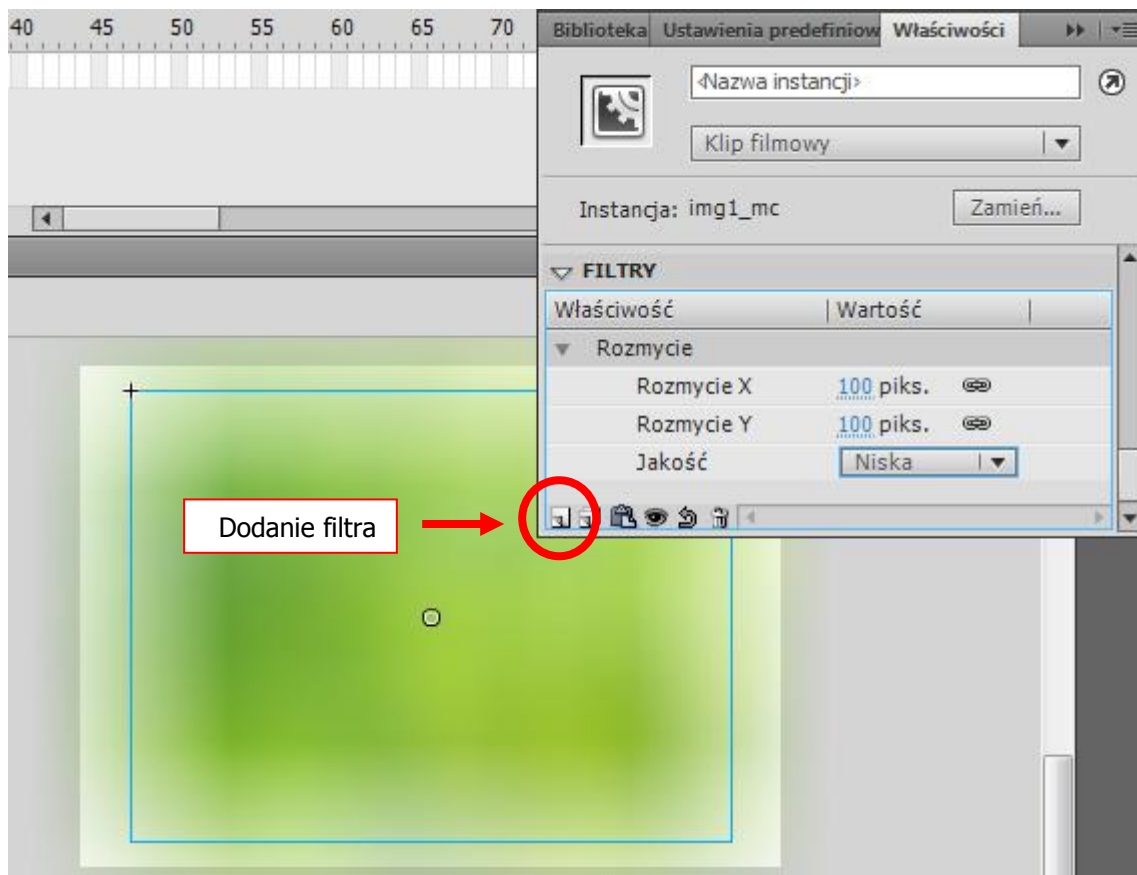 40 45 50 55 60 65 70
Biblioteka Ustawienia predefiniow Właściwości
<Nazwa instancji>
Klip filmowy
Instancja: img1_mc Zamień...
FILTRY
Właściwość Wartość
Rozmycie
Rozmycie X 100 piks.
Rozmycie Y 100 piks.
Jakość Niska
Dodanie filtra